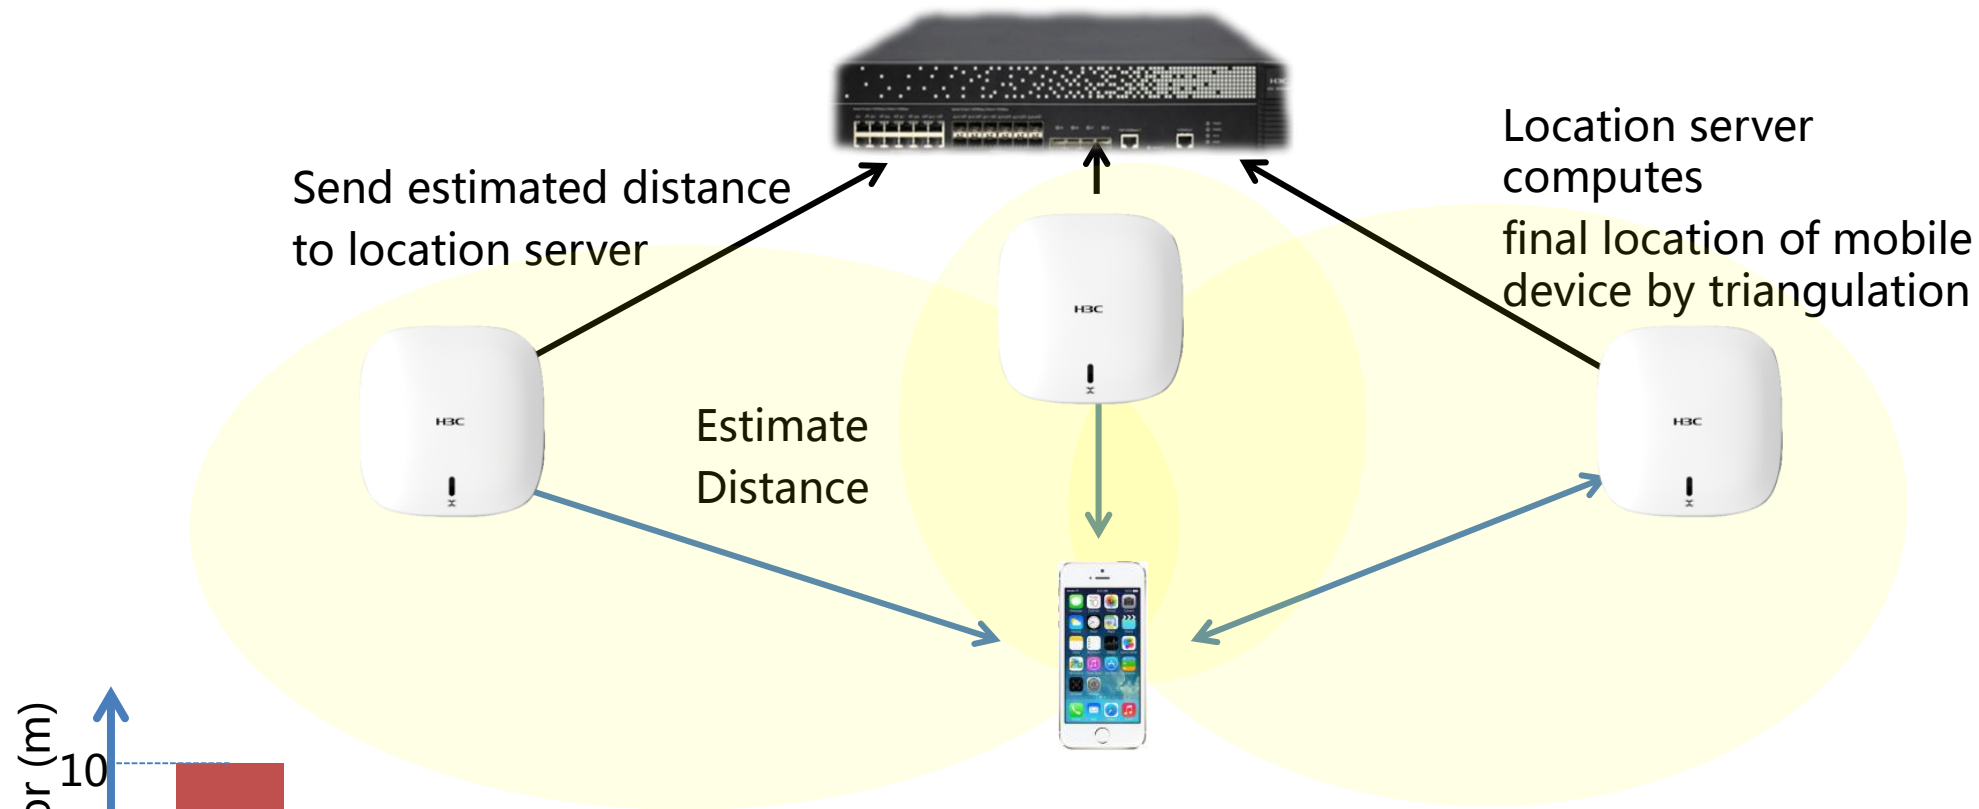 Send estimated distance
to location server
Location server
computes
final location of mobile
device by triangulation
H3C
H3C
H3C
Estimate
Distance
or (m)
10